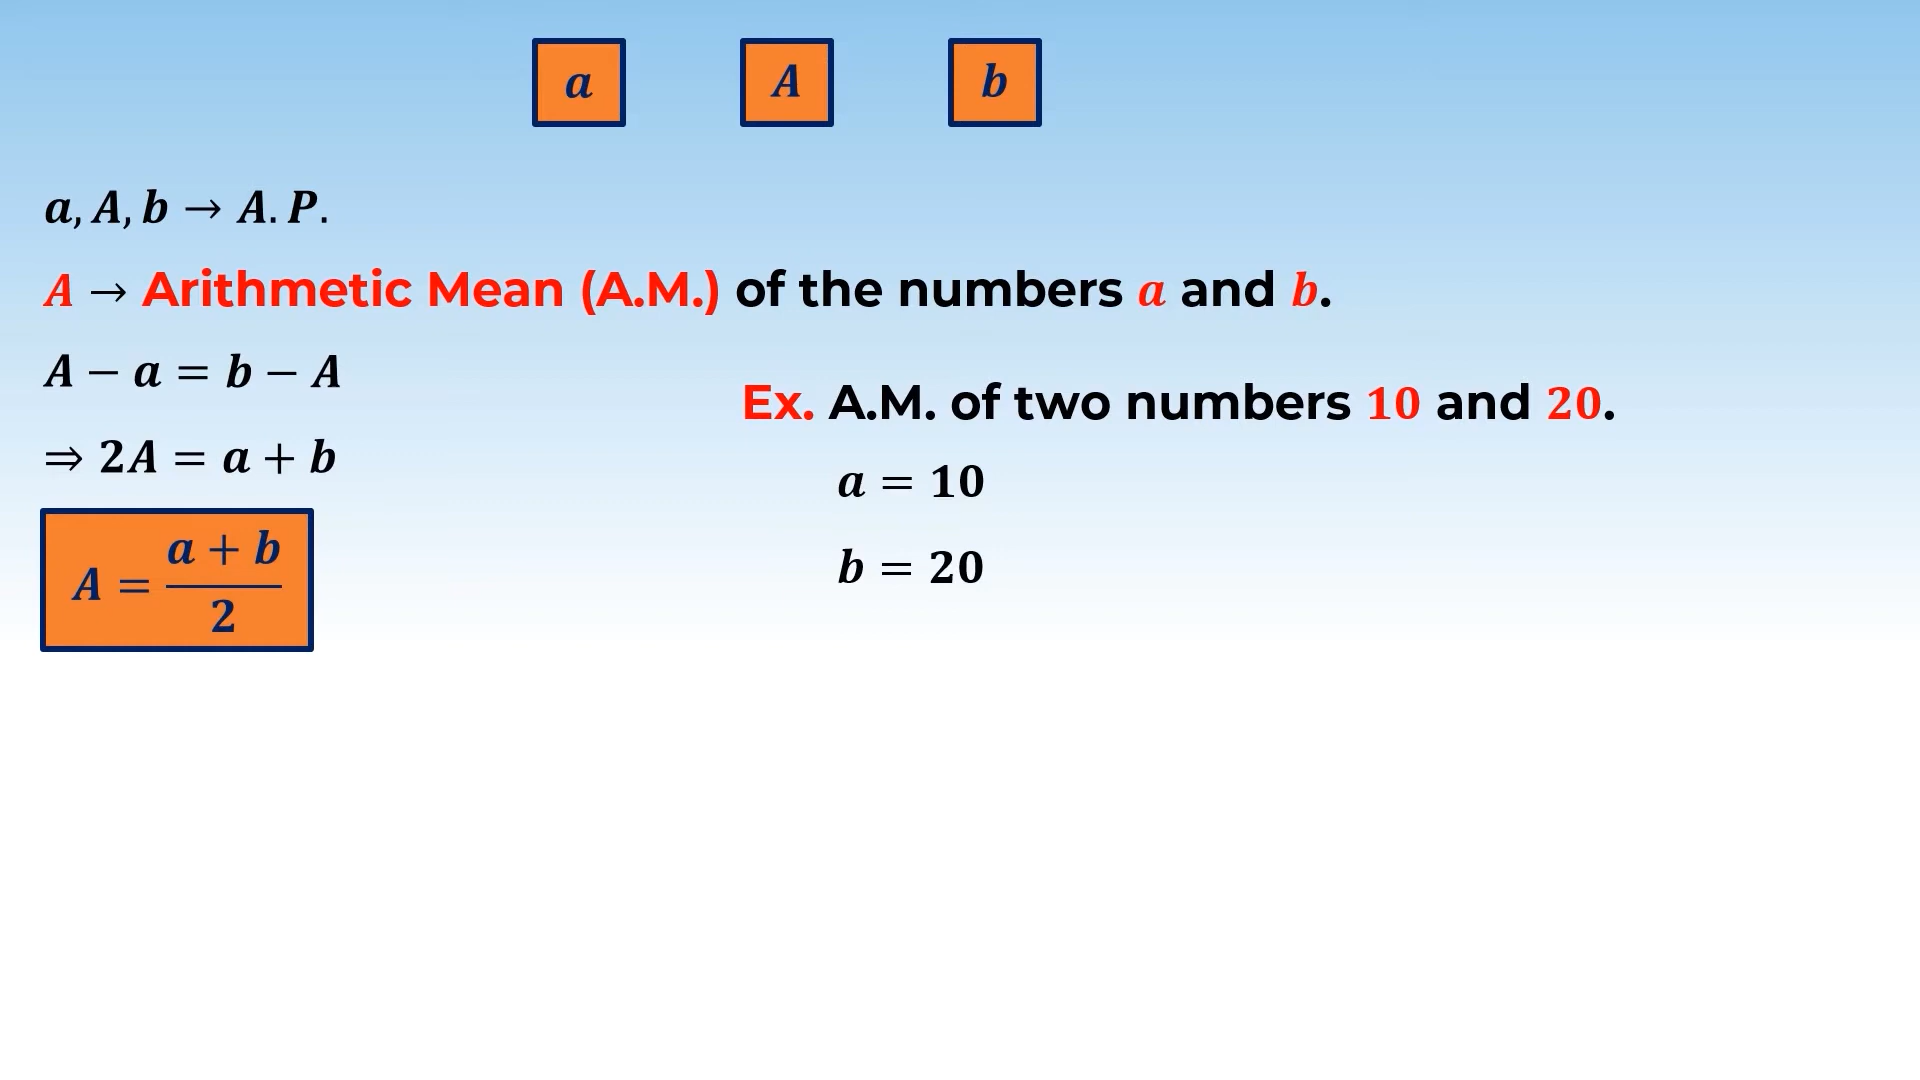 a A b
a, A, b → A. P.
A → Arithmetic Mean (A.M.) of the numbers a and b.
A − a = b − A
⇒ 2A = a + b
A = a + b / 2
Ex. A.M. of two numbers 10 and 20.
a = 10
b = 20